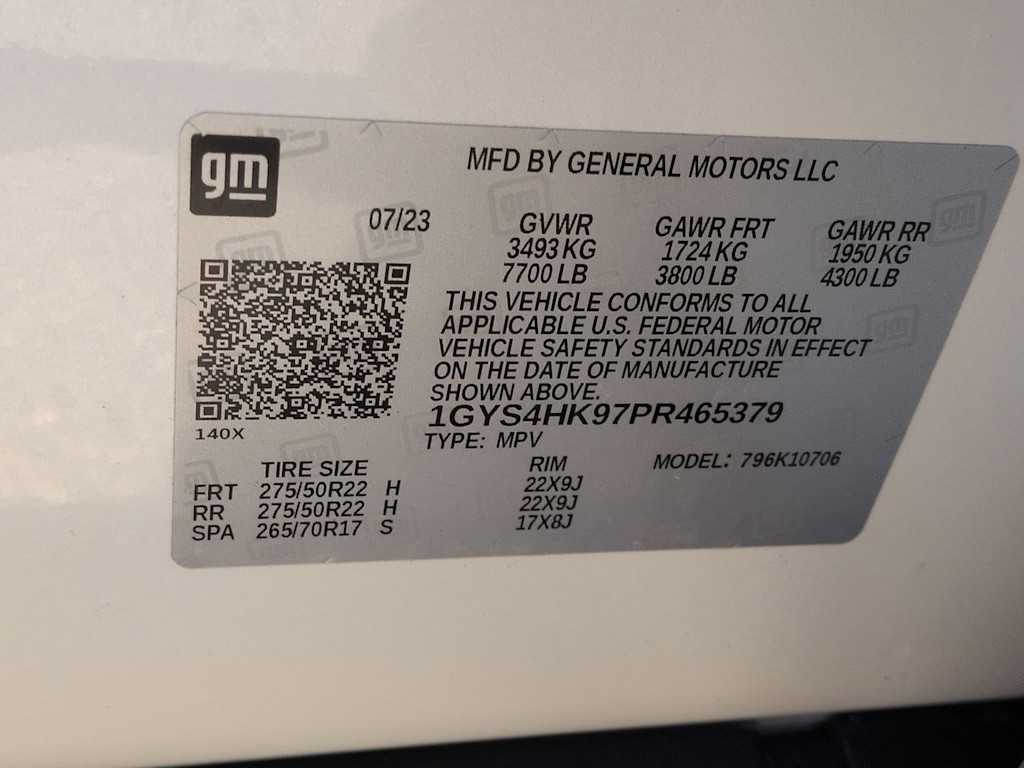 gm
MFD BY GENERAL MOTORS LLC
07/23 GVWR GAWR FRT GAWR RR
3493 KG 1724 KG 1950 KG
7700 LB 3800 LB 4300 LB
THIS VEHICLE CONFORMS TO ALL
APPLICABLE U.S. FEDERAL MOTOR
VEHICLE SAFETY STANDARDS IN EFFECT
ON THE DATE OF MANUFACTURE
SHOWN ABOVE.
1GYS4HK97PR465379
140X
TYPE: MPV
TIRE SIZE RIM MODEL: 796K10706
FRT 275/50R22 H 22X9J
RR 275/50R22 H 22X9J
SPA 265/70R17 S 17X8J